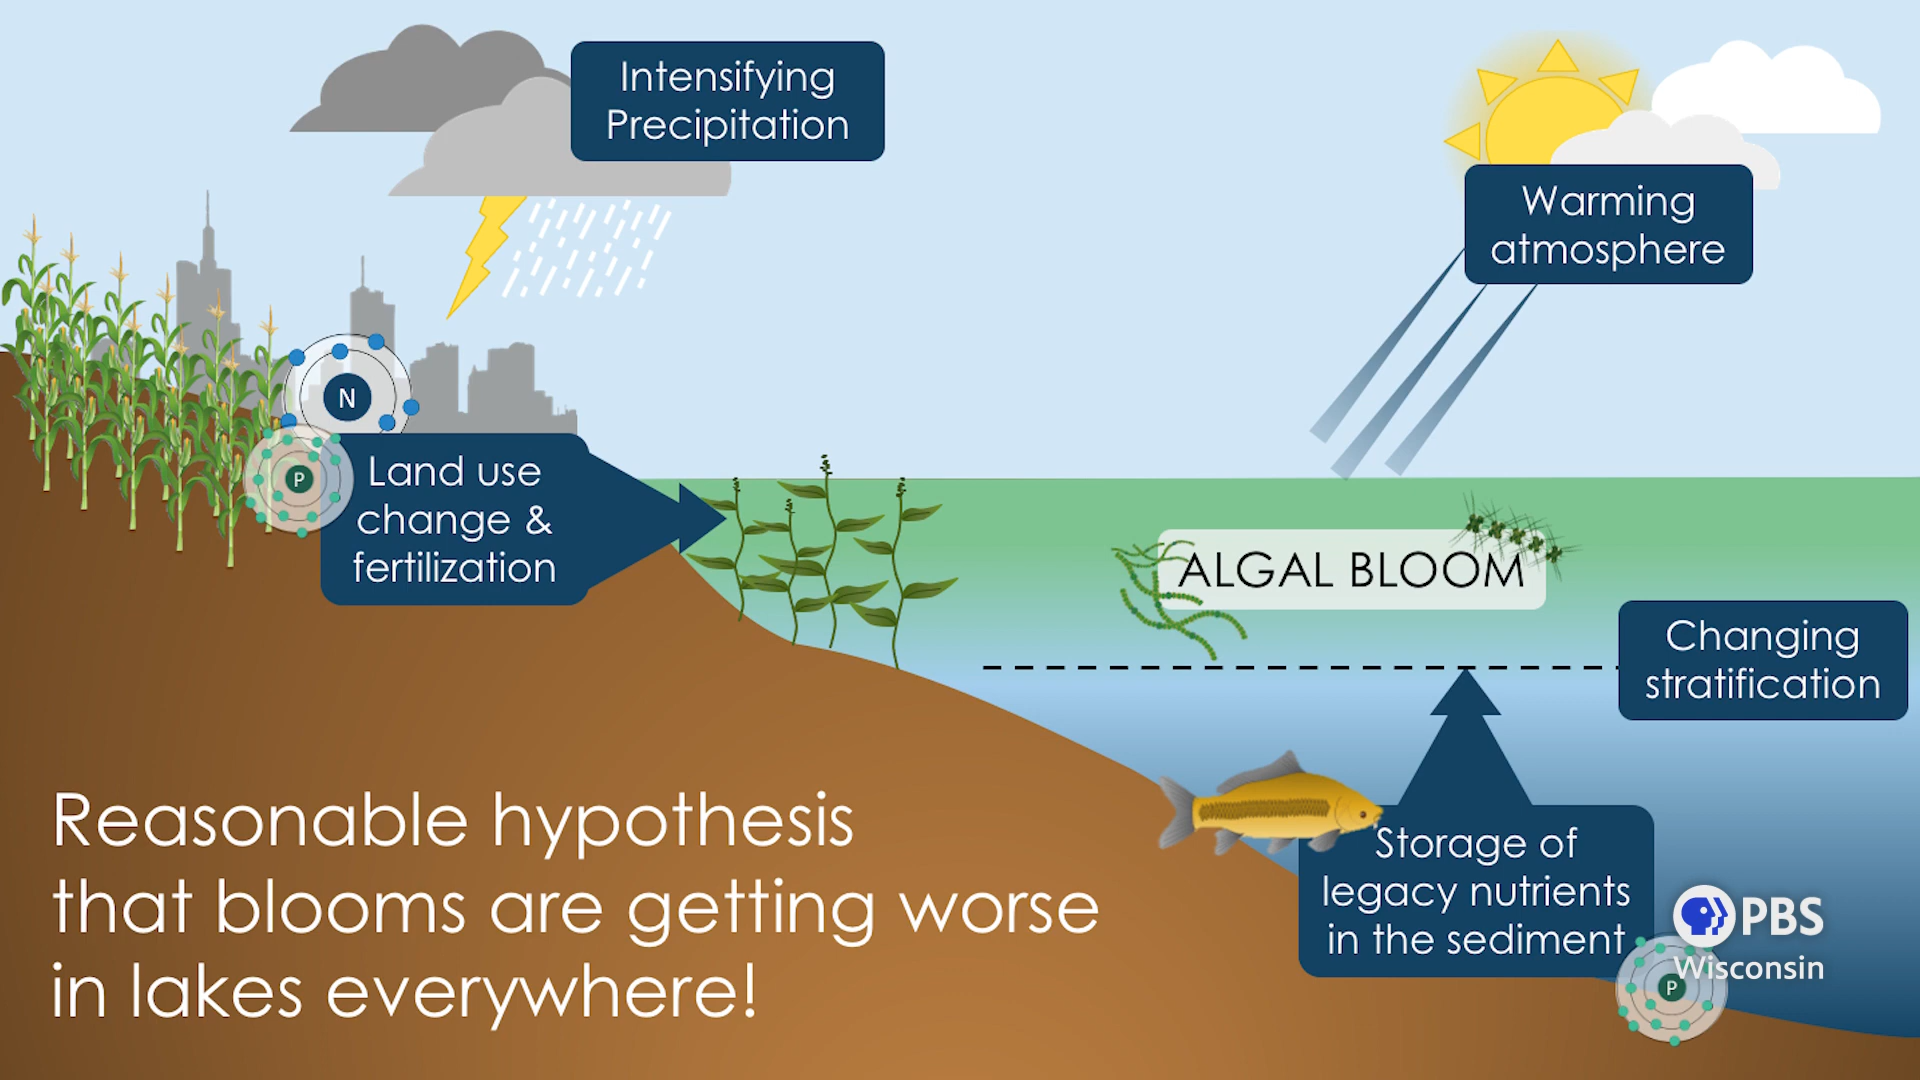 Intensifying
Precipitation
Warming
atmosphere
N
P
Land use
change &
fertilization
ALGAL BLOOM
Changing
stratification
Storage of
legacy nutrients
in the sediment
P
Reasonable hypothesis
that blooms are getting worse
in lakes everywhere!
PBS
Wisconsin